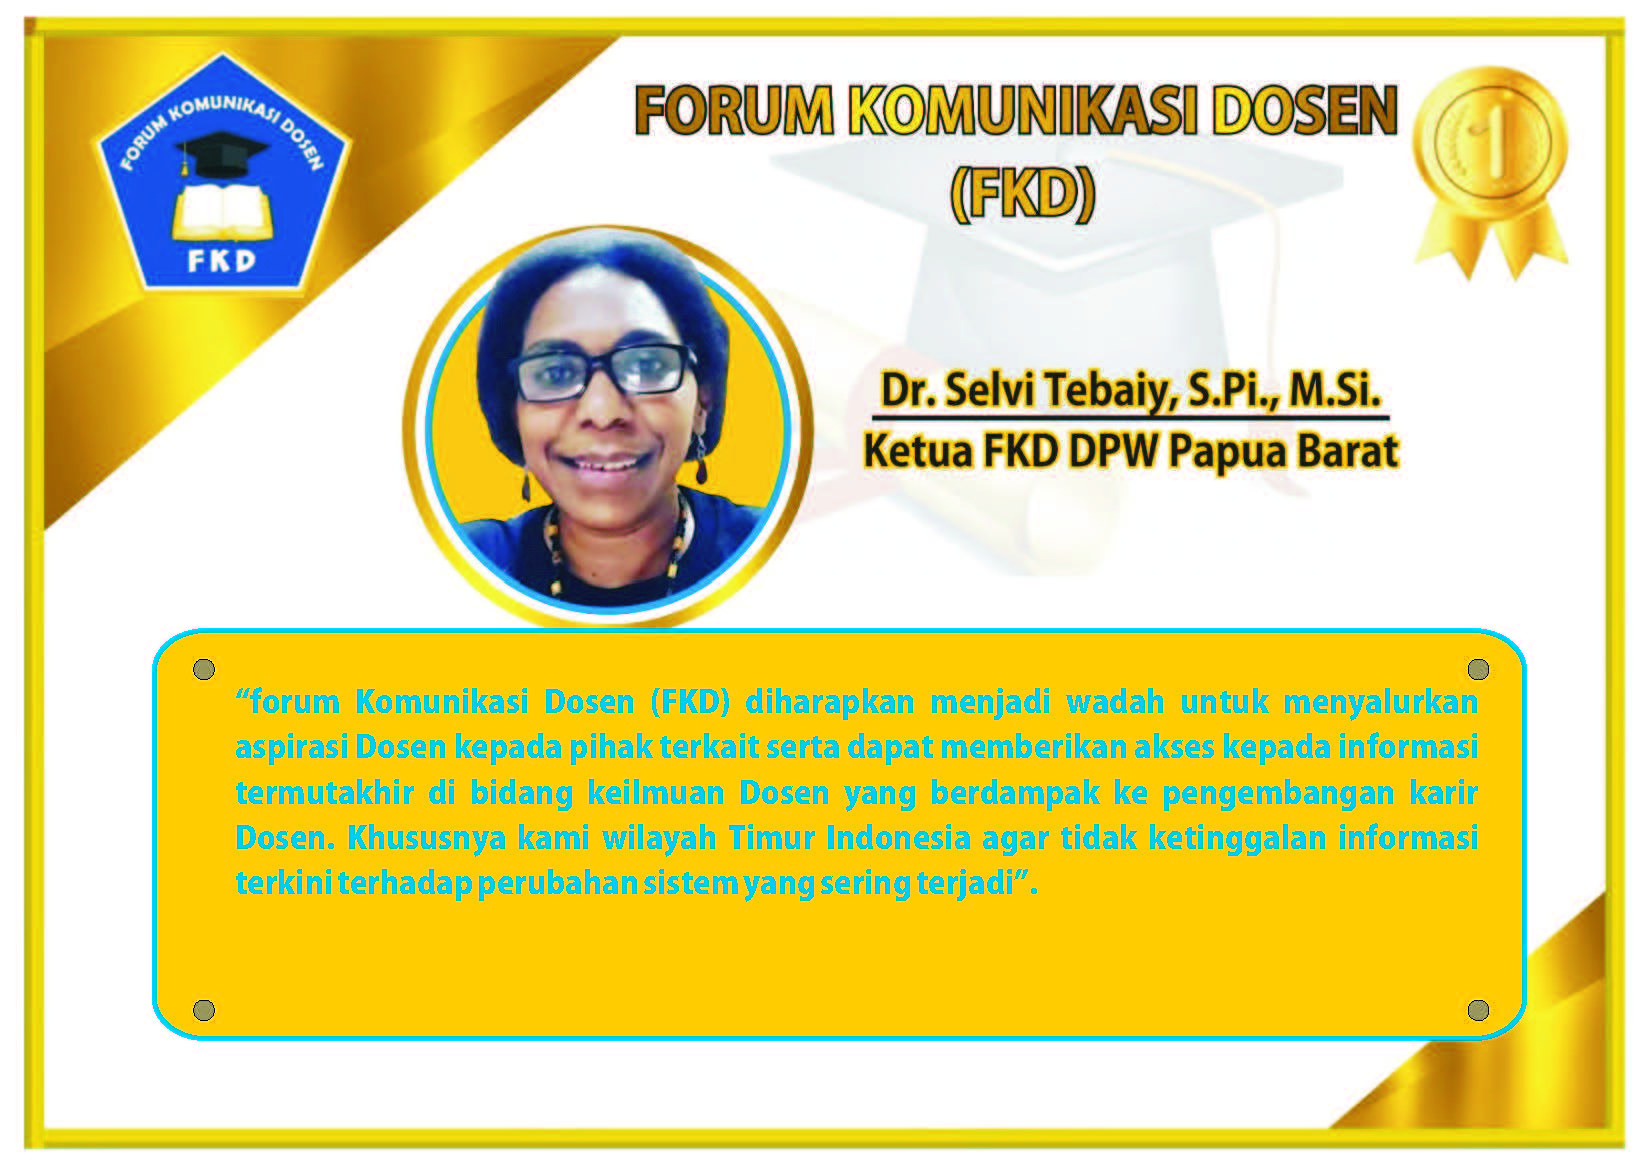 FORUM KOMUNIKASI DOSEN
FKD
FORUM KOMUNIKASI DOSEN
(FKD)
1
Dr. Selvi Tebaiy, S.Pi., M.Si.
Ketua FKD DPW Papua Barat
“forum Komunikasi Dosen (FKD) diharapkan menjadi wadah untuk menyalurkan
aspirasi Dosen kepada pihak terkait serta dapat memberikan akses kepada informasi
termutakhir di bidang keilmuan Dosen yang berdampak ke pengembangan karir
Dosen. Khususnya kami wilayah Timur Indonesia agar tidak ketinggalan informasi
terkini terhadap perubahan sistem yang sering terjadi”.